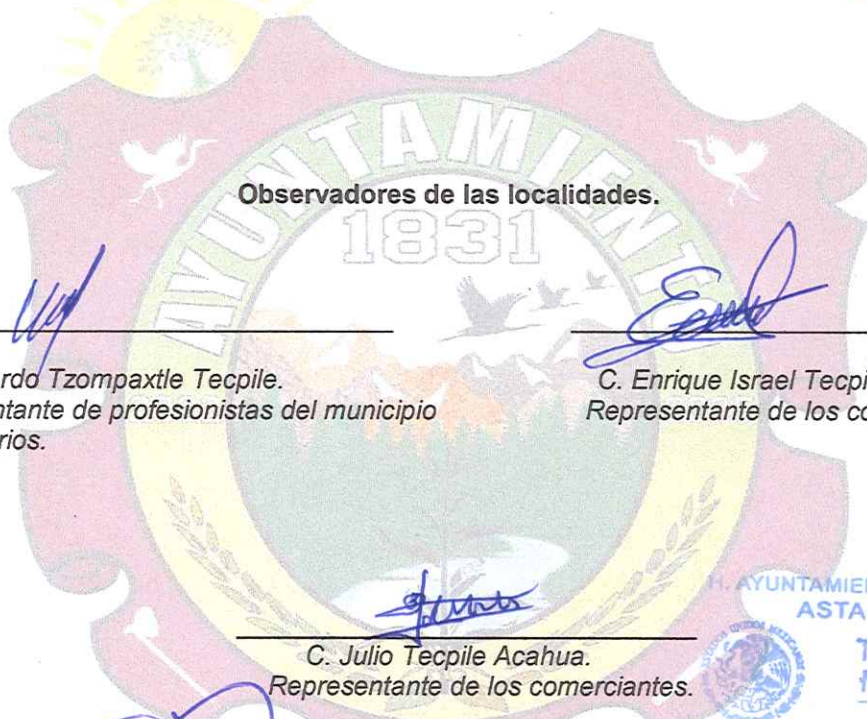 AYUNTAMIENTO
Observadores de las localidades.
1831
rdo Tzompaxtle Tecpile.
ntante de profesionistas del municipio
rios.
C. Enrique Israel Tecpi
Representante de los co
C. Julio Tecpile Acahua.
Representante de los comerciantes.
H. AYUNTAMIE
ASTA